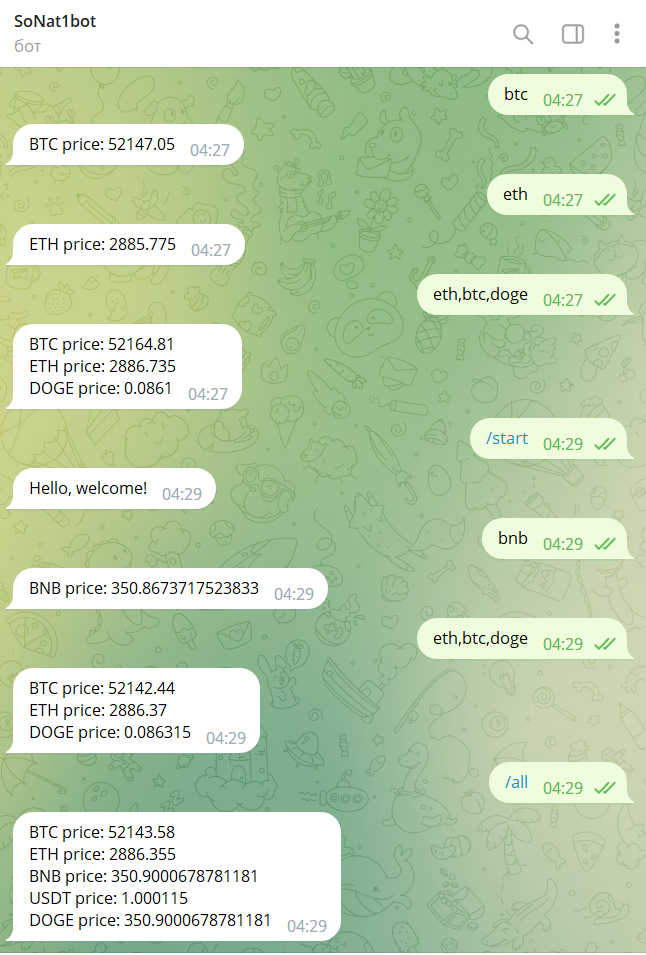 SoNat1bot
бот
btc 04:27
BTC price: 52147.05 04:27
eth 04:27
ETH price: 2885.775 04:27
eth,btc,doge 04:27
BTC price: 52164.81
ETH price: 2886.735
DOGE price: 0.0861 04:27
/start 04:29
Hello, welcome! 04:29
bnb 04:29
BNB price: 350.8673717523833 04:29
eth,btc,doge 04:29
BTC price: 52142.44
ETH price: 2886.37
DOGE price: 0.086315 04:29
/all 04:29
BTC price: 52143.58
ETH price: 2886.355
BNB price: 350.9000678781181
USDT price: 1.000115
DOGE price: 350.9000678781181 04:29